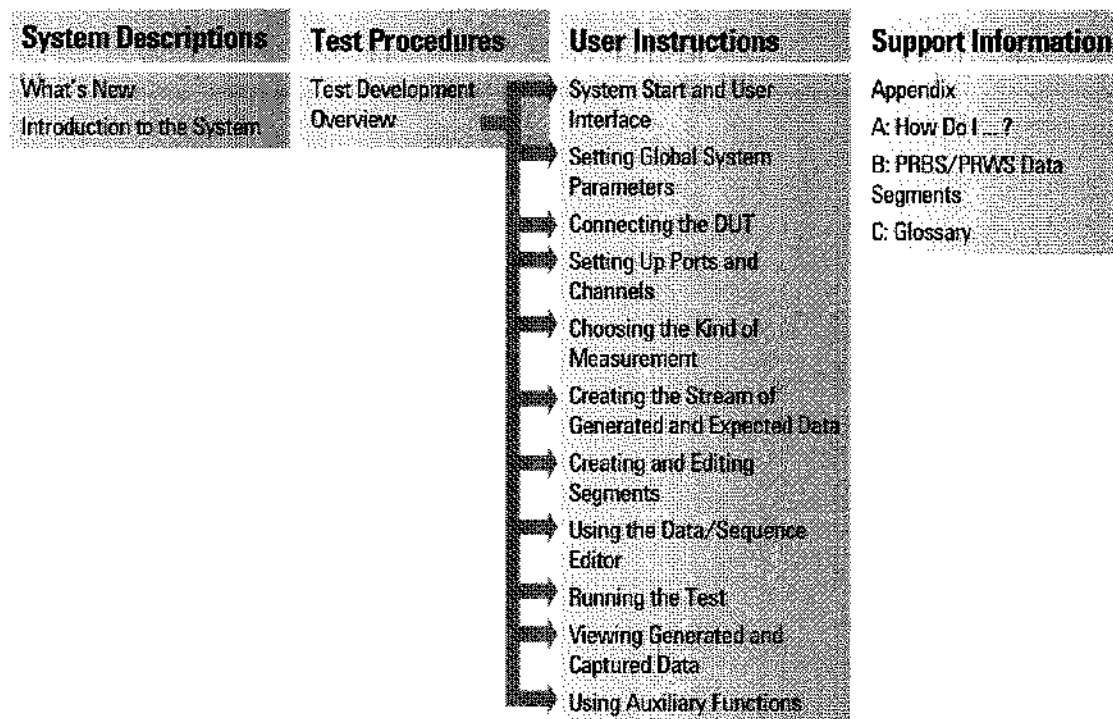 System Descriptions
What's New
Introduction to the System
Test Procedures
Test Development
Overview
User Instructions
System Start and User
Interface
Setting Global System
Parameters
Connecting the DUT
Setting Up Ports and
Channels
Choosing the Kind of
Measurement
Creating the Stream of
Generated and Expected Data
Creating and Editing
Segments
Using the Data/Sequence
Editor
Running the Test
Viewing Generated and
Captured Data
Using Auxiliary Functions
Support Information
Appendix
A: How Do I ...?
B: PRBS/PRWS Data
Segments
C: Glossary